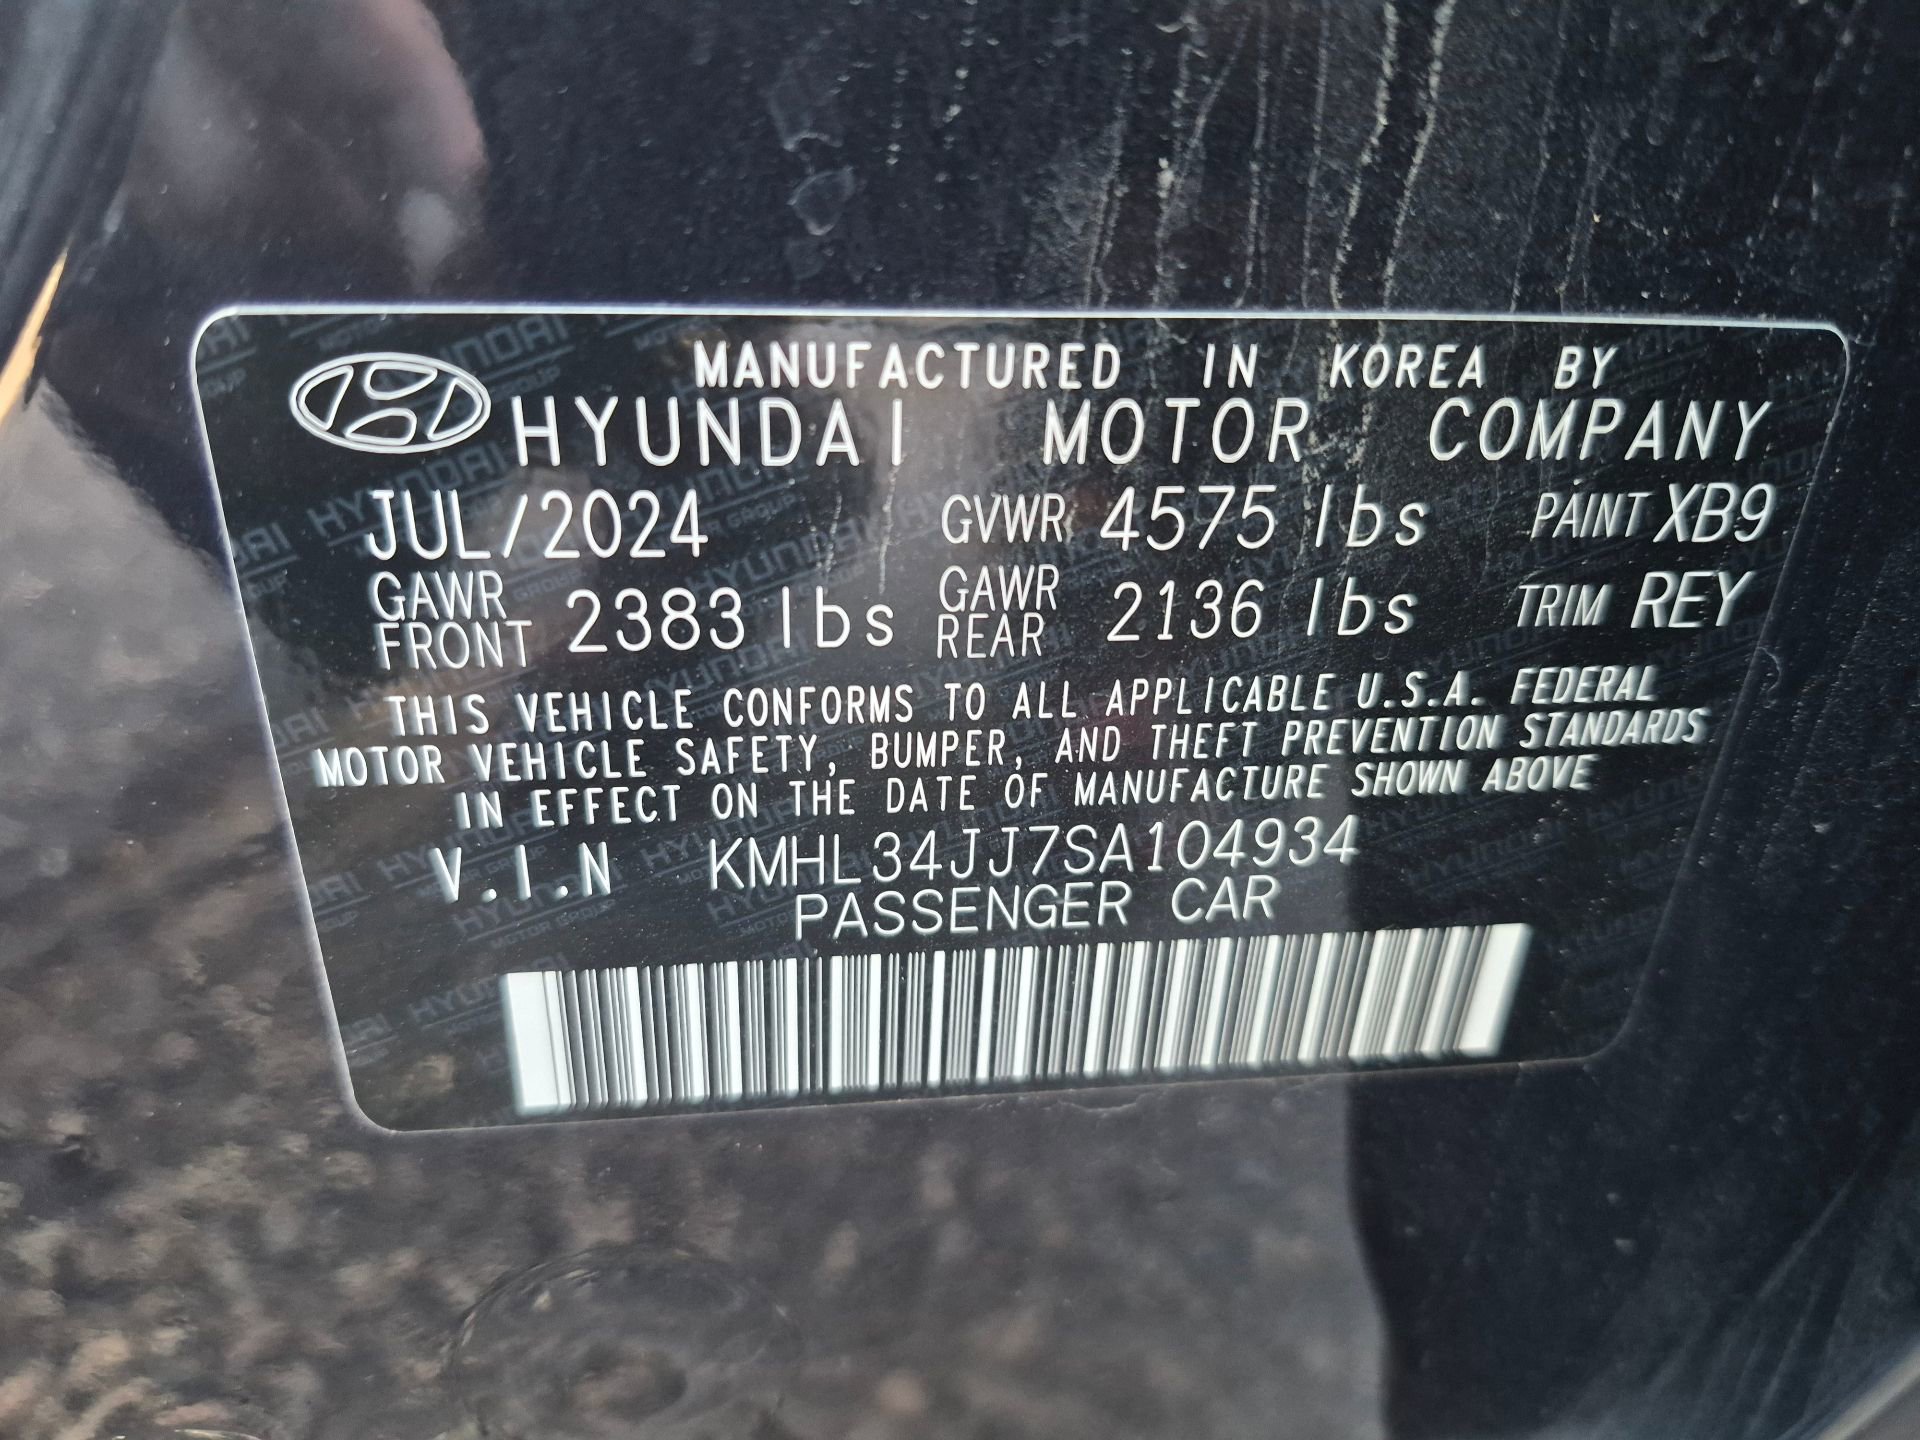 MANUFACTURED IN KOREA BY
HYUNDAI MOTOR COMPANY
JUL/2024 GVWR 4575 lbs PAINT XB9
GAWR FRONT 2383 lbs GAWR REAR 2136 lbs TRIM REY
THIS VEHICLE CONFORMS TO ALL APPLICABLE U.S.A. FEDERAL
MOTOR VEHICLE SAFETY, BUMPER, AND THEFT PREVENTION STANDARDS
IN EFFECT ON THE DATE OF MANUFACTURE SHOWN ABOVE
V.I.N KMHL34JJ7SA104934
PASSENGER CAR